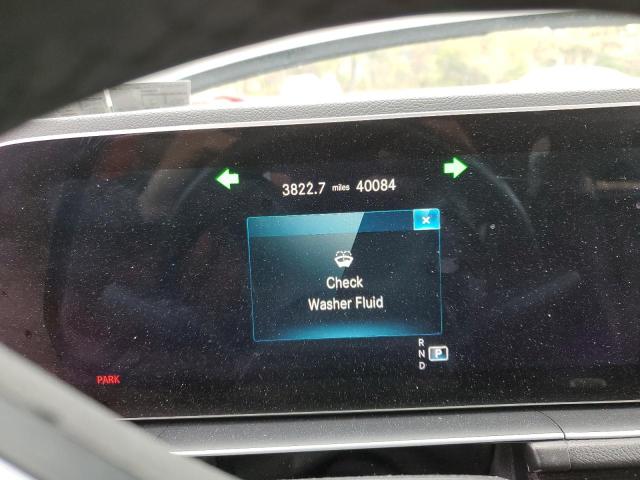 3822.7 miles 40084
×
Check
Washer Fluid
R
N P
D
PARK